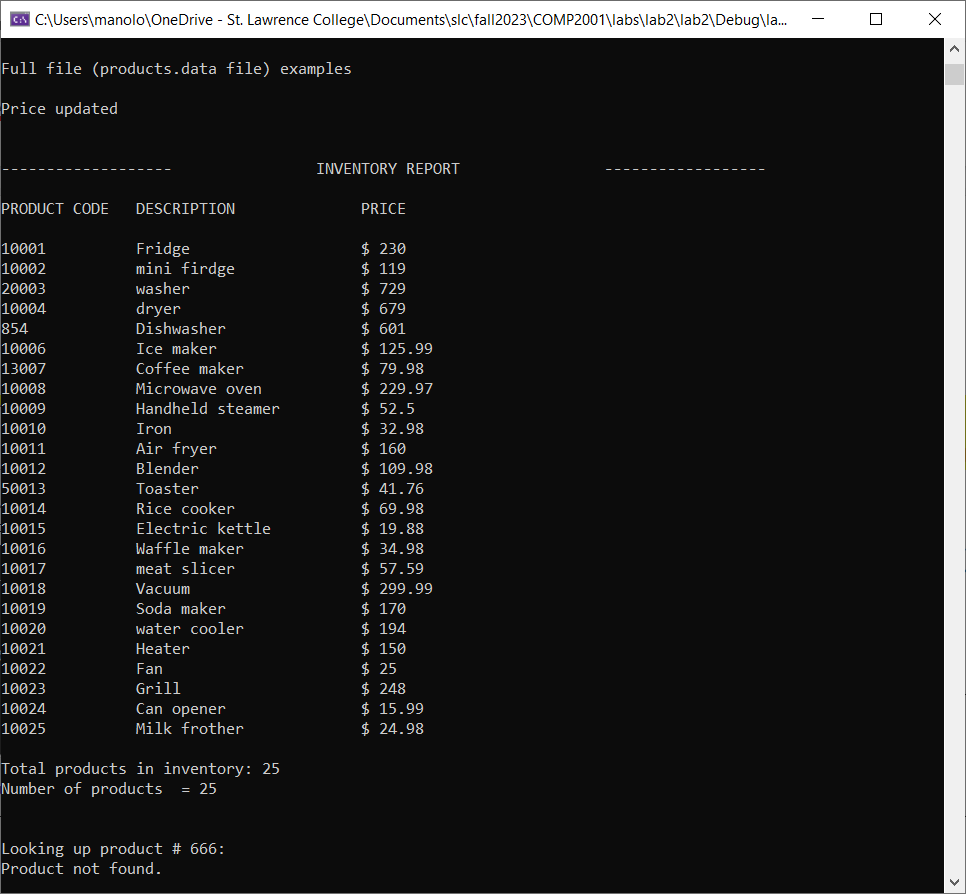 C:\Users\manolo\OneDrive - St. Lawrence College\Documents\slc\fall2023\COMP2001\labs\lab2\lab2\Debug\la...
Full file (products.data file) examples
Price updated
------------------- INVENTORY REPORT ------------------
PRODUCT CODE DESCRIPTION PRICE
10001 Fridge $ 230
10002 mini firdge $ 119
20003 washer $ 729
10004 dryer $ 679
854 Dishwasher $ 601
10006 Ice maker $ 125.99
13007 Coffee maker $ 79.98
10008 Microwave oven $ 229.97
10009 Handheld steamer $ 52.5
10010 Iron $ 32.98
10011 Air fryer $ 160
10012 Blender $ 109.98
50013 Toaster $ 41.76
10014 Rice cooker $ 69.98
10015 Electric kettle $ 19.88
10016 Waffle maker $ 34.98
10017 meat slicer $ 57.59
10018 Vacuum $ 299.99
10019 Soda maker $ 170
10020 water cooler $ 194
10021 Heater $ 150
10022 Fan $ 25
10023 Grill $ 248
10024 Can opener $ 15.99
10025 Milk frother $ 24.98
Total products in inventory: 25
Number of products = 25
Looking up product # 666:
Product not found.